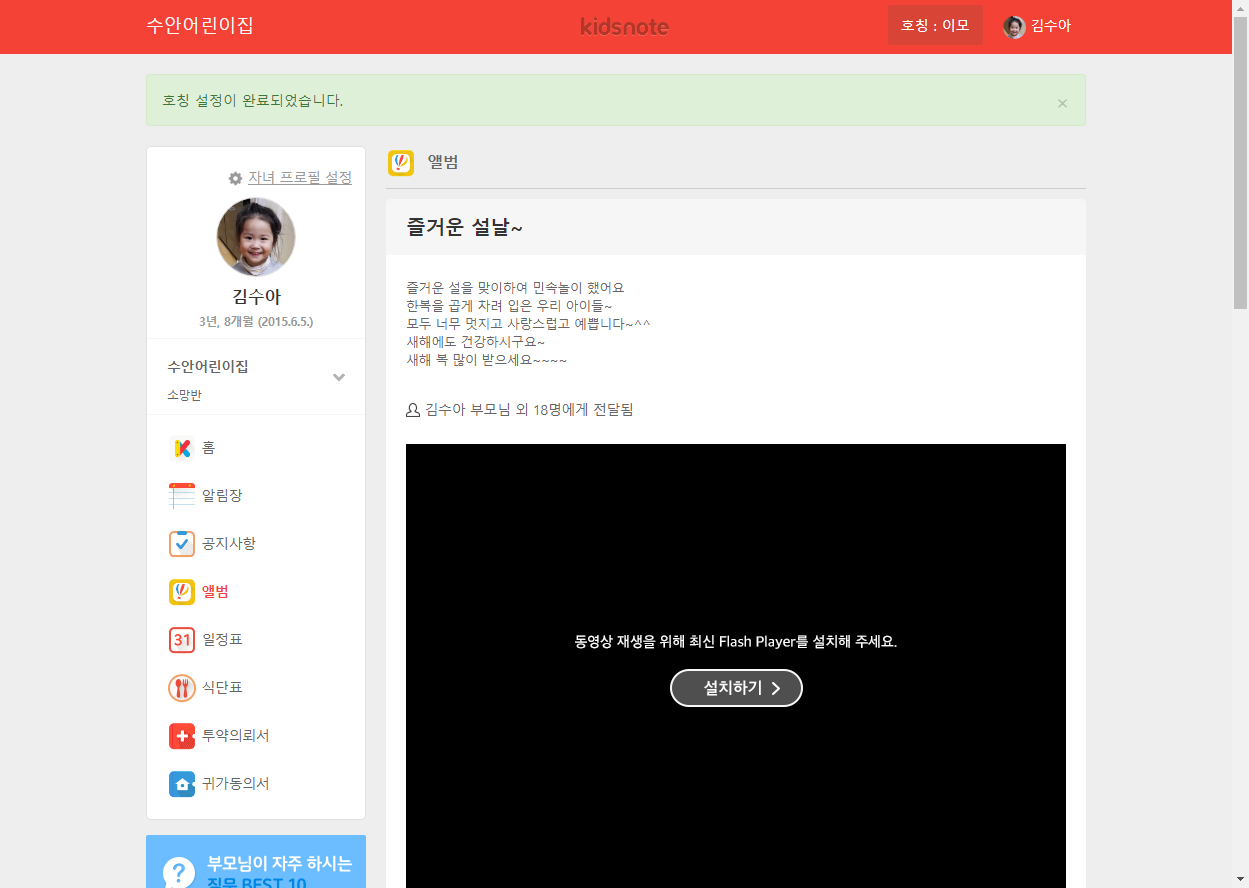 수안어린이집
kidsnote
호칭 : 이모
김수아
호칭 설정이 완료되었습니다.
×
자녀 프로필 설정
김수아
3년, 8개월 (2015.6.5.)
수안어린이집
소망반
홈
알림장
공지사항
앨범
31 일정표
식단표
투약의뢰서
귀가동의서
? 부모님이 자주 하시는
질문 BEST 10
앨범
즐거운 설날~
즐거운 설을 맞이하여 민속놀이 했어요
한복을 곱게 차려 입은 우리 아이들~
모두 너무 멋지고 사랑스럽고 예쁩니다~^^
새해에도 건강하시구요~
새해 복 많이 받으세요~~~~
김수아 부모님 외 18명에게 전달됨
동영상 재생을 위해 최신 Flash Player를 설치해 주세요.
설치하기